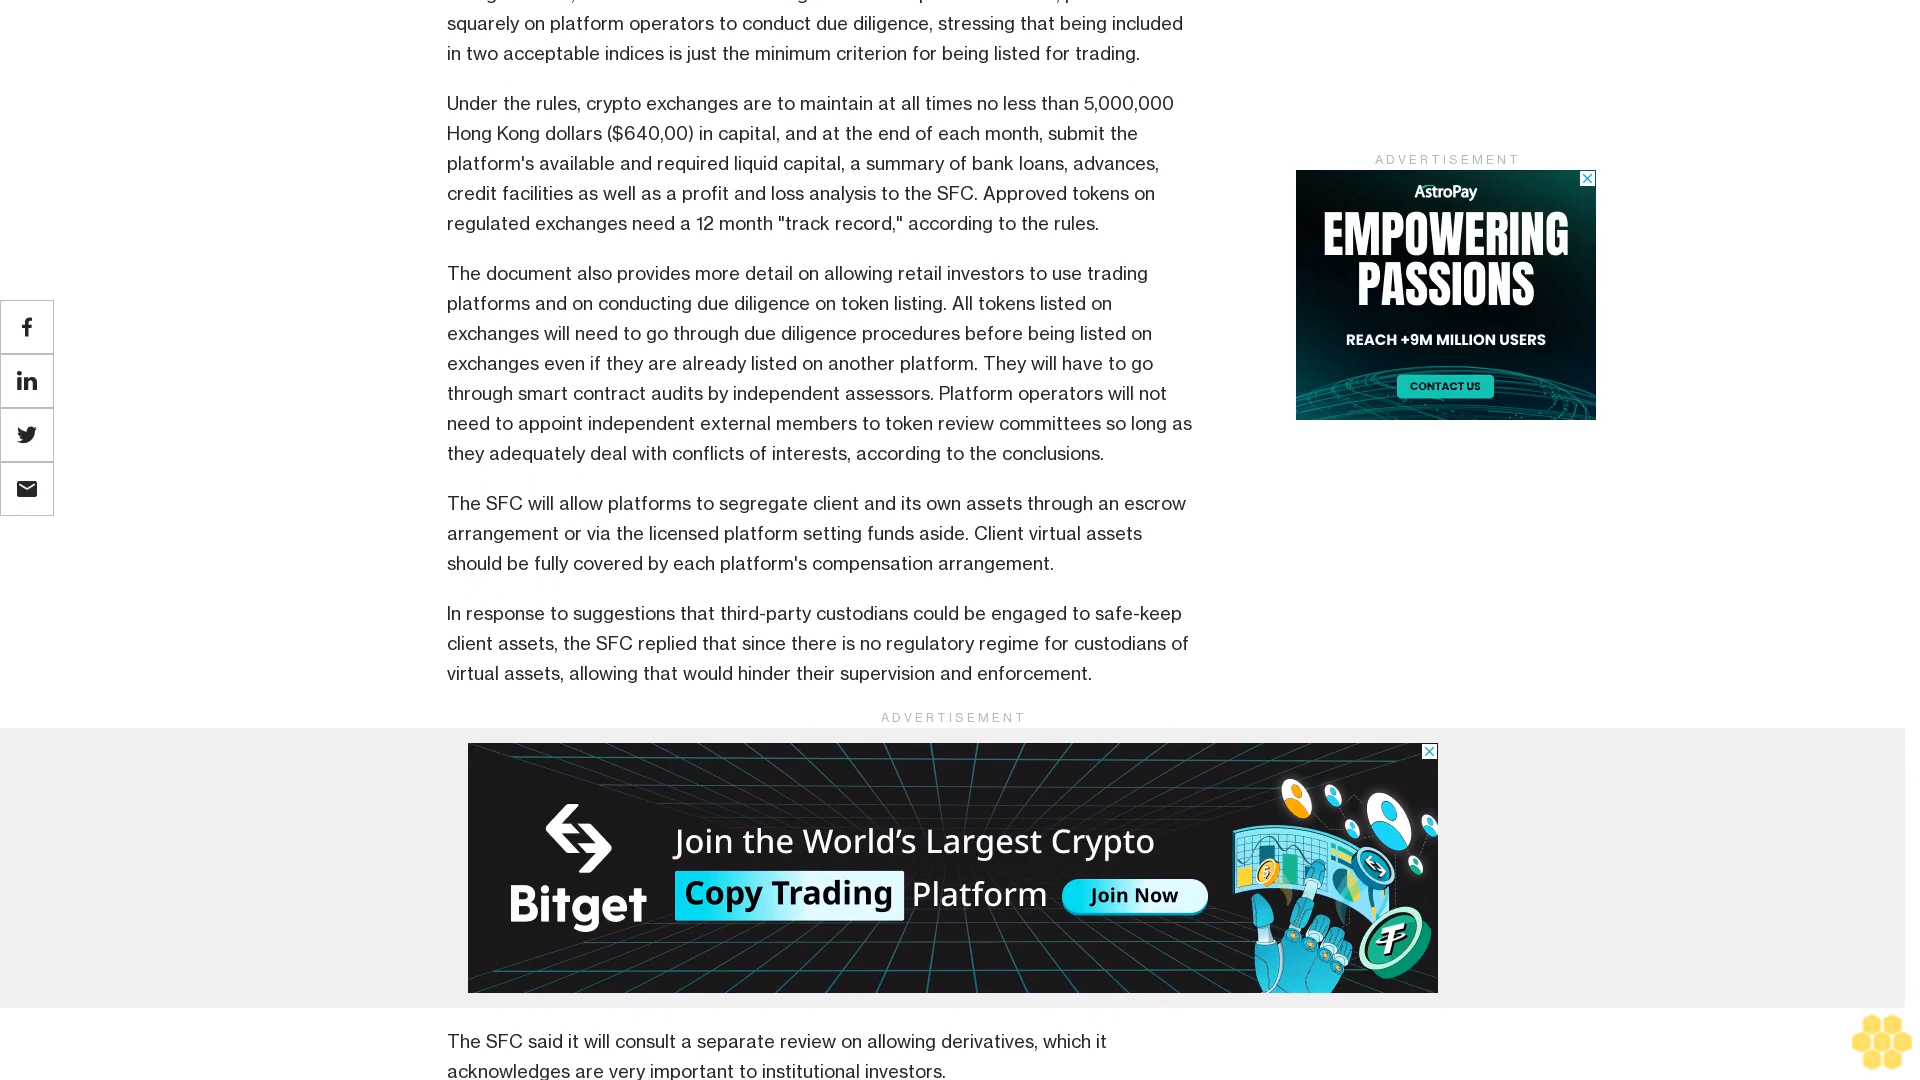 squarely on platform operators to conduct due diligence, stressing that being included
in two acceptable indices is just the minimum criterion for being listed for trading.
Under the rules, crypto exchanges are to maintain at all times no less than 5,000,000
Hong Kong dollars ($640,00) in capital, and at the end of each month, submit the
platform's available and required liquid capital, a summary of bank loans, advances,
credit facilities as well as a profit and loss analysis to the SFC. Approved tokens on
regulated exchanges need a 12 month "track record," according to the rules.
The document also provides more detail on allowing retail investors to use trading
platforms and on conducting due diligence on token listing. All tokens listed on
exchanges will need to go through due diligence procedures before being listed on
exchanges even if they are already listed on another platform. They will have to go
through smart contract audits by independent assessors. Platform operators will not
need to appoint independent external members to token review committees so long as
they adequately deal with conflicts of interests, according to the conclusions.
The SFC will allow platforms to segregate client and its own assets through an escrow
arrangement or via the licensed platform setting funds aside. Client virtual assets
should be fully covered by each platform's compensation arrangement.
In response to suggestions that third-party custodians could be engaged to safe-keep
client assets, the SFC replied that since there is no regulatory regime for custodians of
virtual assets, allowing that would hinder their supervision and enforcement.
ADVERTISEMENT
AstroPay
EMPOWERING
PASSIONS
REACH +9M MILLION USERS
CONTACT US
ADVERTISEMENT
Bitget
Join the World's Largest Crypto
Copy Trading Platform
Join Now
The SFC said it will consult a separate review on allowing derivatives, which it
acknowledges are very important to institutional investors.